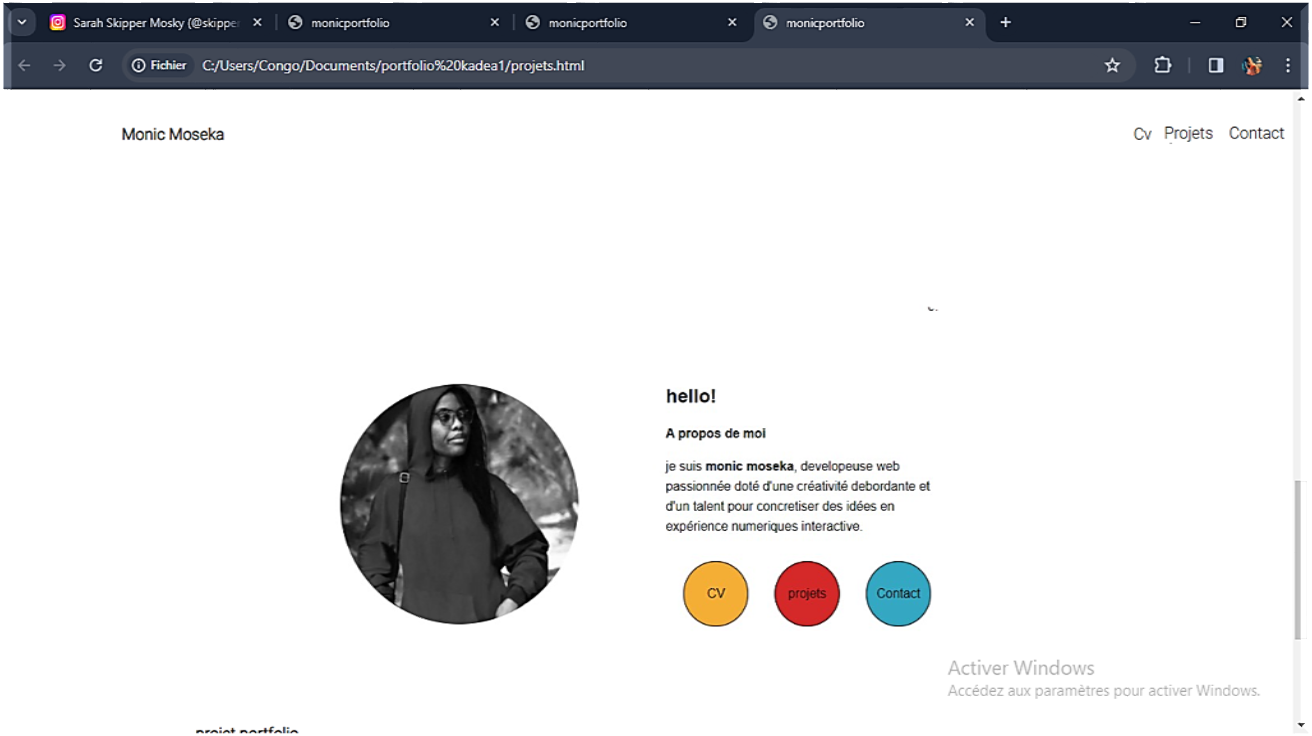 Sarah Skipper Mosky (@skippe
monicportfolio
monicportfolio
monicportfolio
Fichier
C:/Users/Congo/Documents/portfolio%20kadea1/projets.html
Monic Moseka
Cv Projets Contact
hello!
A propos de moi
je suis monic moseka, developeuse web
passionnée doté d'une créativité debordante et
d'un talent pour concretiser des idées en
expérience numeriques interactive.
CV
projets
Contact
Activer Windows
Accédez aux paramètres pour activer Windows.
projet portfolio